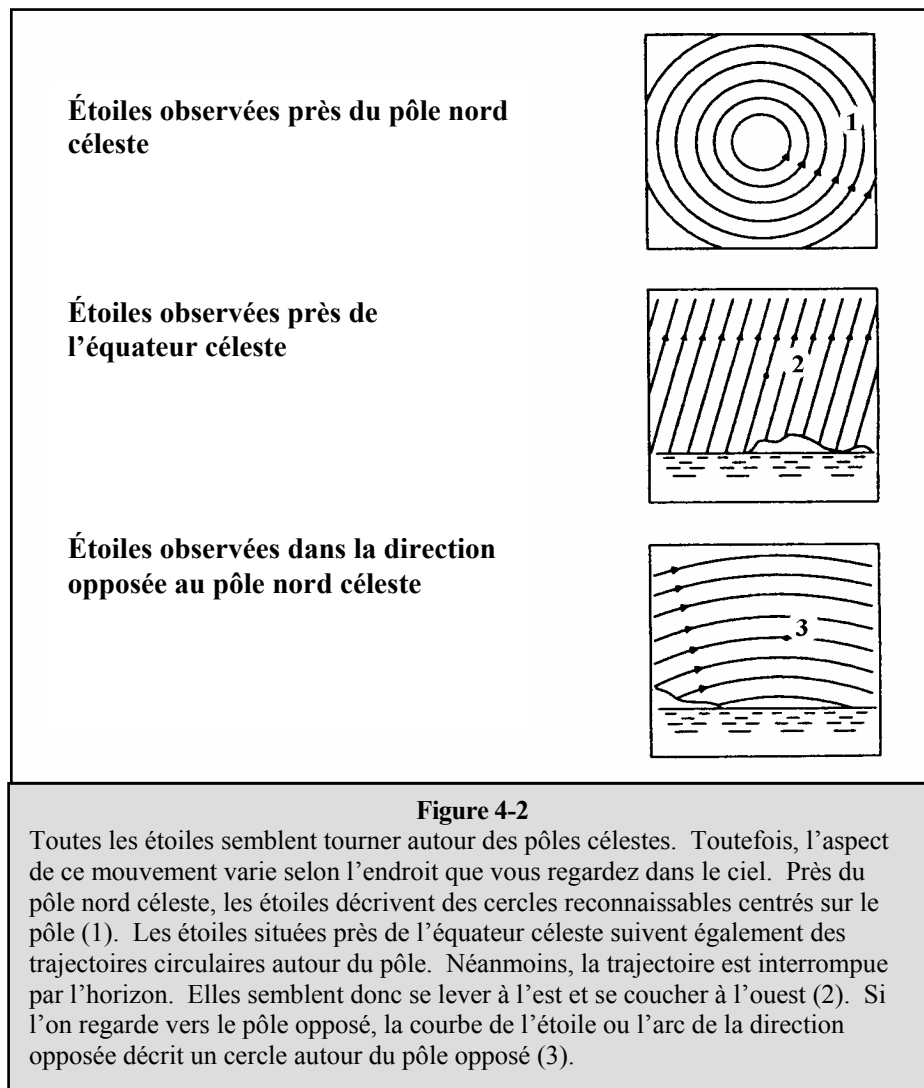 Étoiles observées près du pôle nord
céleste
1
Étoiles observées près de
l’équateur céleste
2
Étoiles observées dans la direction
opposée au pôle nord céleste
3
Figure 4-2
Toutes les étoiles semblent tourner autour des pôles célestes.  Toutefois, l’aspect
de ce mouvement varie selon l’endroit que vous regardez dans le ciel.  Près du
pôle nord céleste, les étoiles décrivent des cercles reconnaissables centrés sur le
pôle (1).  Les étoiles situées près de l’équateur céleste suivent également des
trajectoires circulaires autour du pôle.  Néanmoins, la trajectoire est interrompue
par l’horizon.  Elles semblent donc se lever à l’est et se coucher à l’ouest (2).  Si
l’on regarde vers le pôle opposé, la courbe de l’étoile ou l’arc de la direction
opposée décrit un cercle autour du pôle opposé (3).